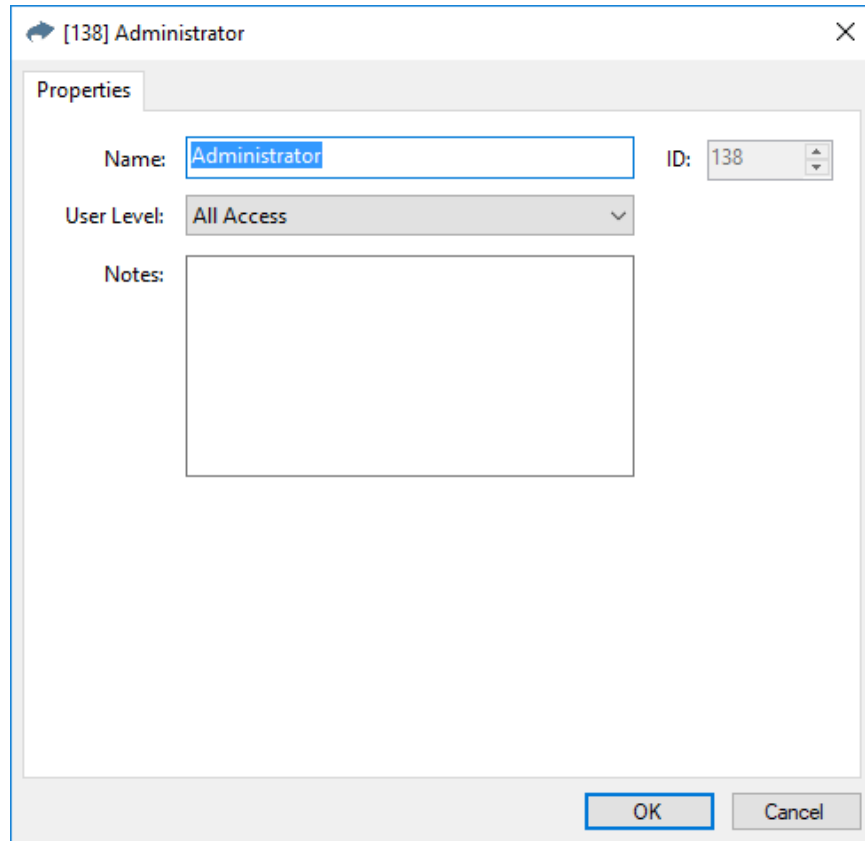 [138] Administrator
Properties
Name: Administrator ID: 138
User Level: All Access
Notes:
OK Cancel